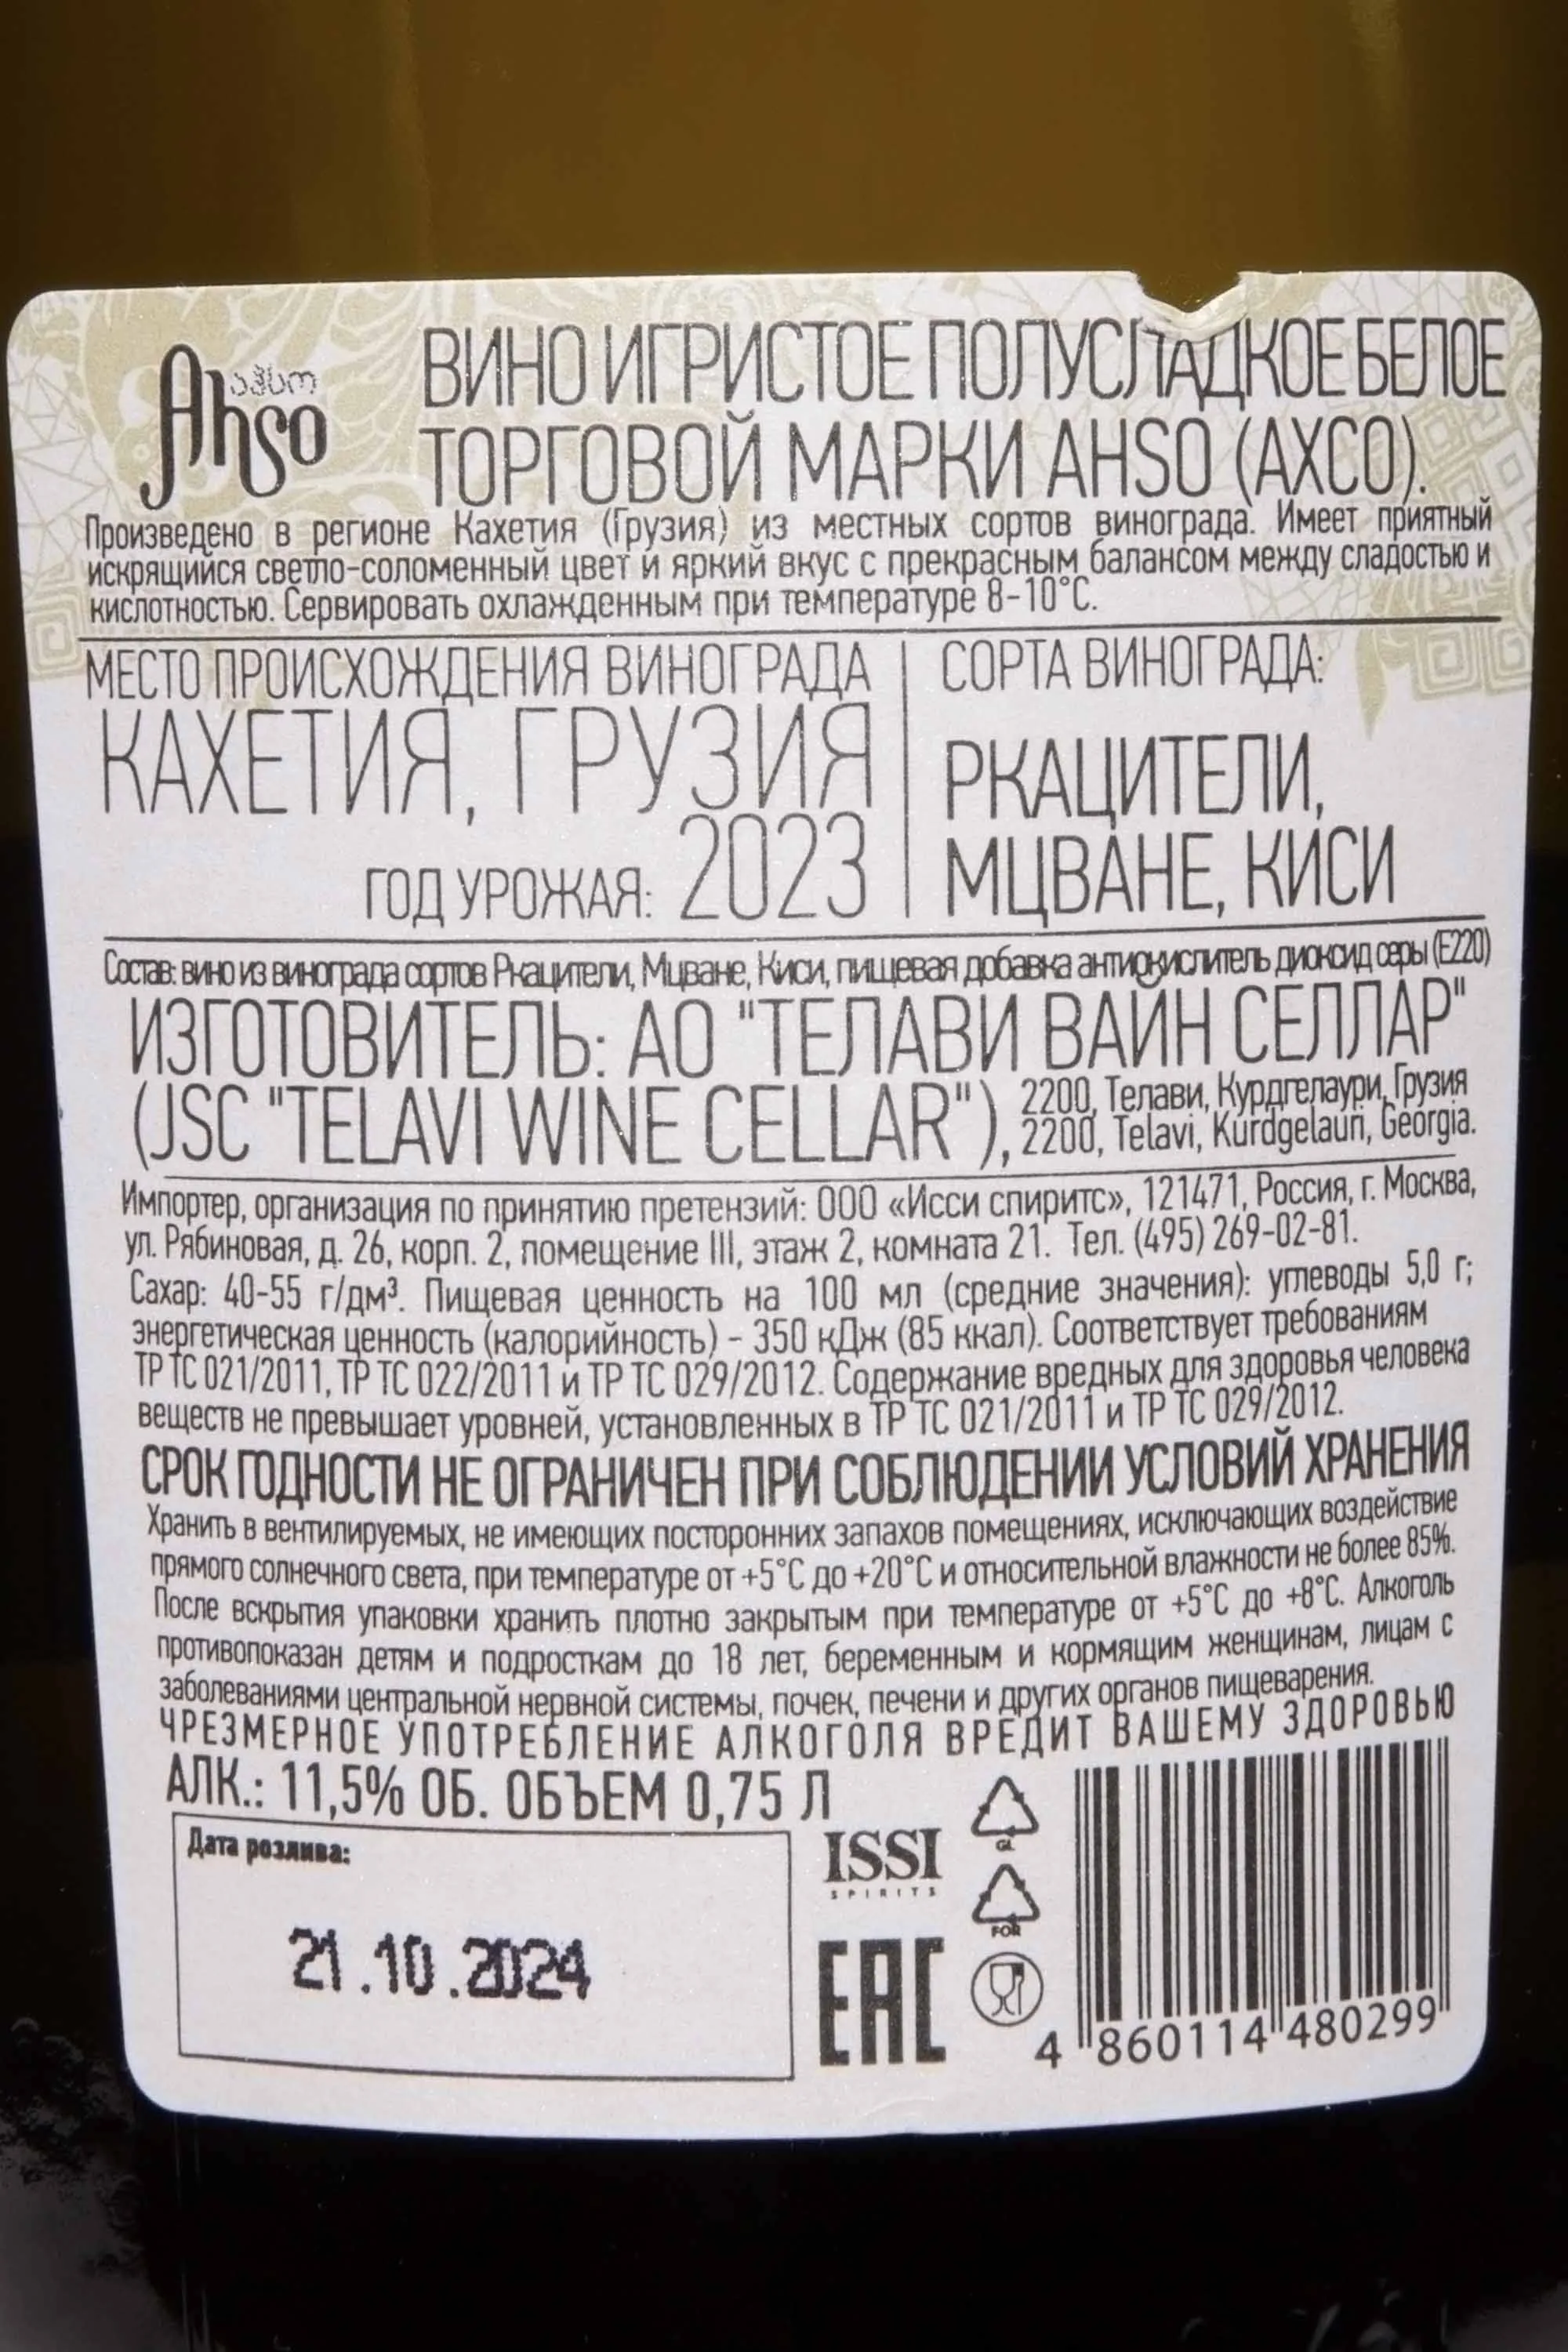 აჰსო
Ahso
ВИНО ИГРИСТОЕ ПОЛУСЛАДКОЕ БЕЛОЕ
ТОРГОВОЙ МАРКИ AHSO (АХСО).
Произведено в регионе Кахетия (Грузия) из местных сортов винограда. Имеет приятный
искрящийся светло-соломенный цвет и яркий вкус с прекрасным балансом между сладостью и
кислотностью. Сервировать охлажденным при температуре 8-10°С.
МЕСТО ПРОИСХОЖДЕНИЯ ВИНОГРАДА
КАХЕТИЯ, ГРУЗИЯ
ГОД УРОЖАЯ: 2023
СОРТА ВИНОГРАДА:
РКАЦИТЕЛИ,
МЦВАНЕ, КИСИ
Состав: вино из винограда сортов Ркацители, Мцване, Киси, пищевая добавка антиокислитель диоксид серы (Е220)
ИЗГОТОВИТЕЛЬ: АО "ТЕЛАВИ ВАЙН СЕЛЛАР"
(JSC "TELAVI WINE CELLAR"), 2200, Телави, Курдгелаури, Грузия
2200, Telavi, Kurdgelauri, Georgia.
Импортер, организация по принятию претензий: ООО «Исси спиритс», 121471, Россия, г. Москва,
ул. Рябиновая, д. 26, корп. 2, помещение III, этаж 2, комната 21. Тел. (495) 269-02-81.
Сахар: 40-55 г/дм³. Пищевая ценность на 100 мл (средние значения): углеводы 5,0 г;
энергетическая ценность (калорийность) - 350 кДж (85 ккал). Соответствует требованиям
ТР ТС 021/2011, ТР ТС 022/2011 и ТР ТС 029/2012. Содержание вредных для здоровья человека
веществ не превышает уровней, установленных в ТР ТС 021/2011 и ТР ТС 029/2012.
СРОК ГОДНОСТИ НЕ ОГРАНИЧЕН ПРИ СОБЛЮДЕНИИ УСЛОВИЙ ХРАНЕНИЯ
Хранить в вентилируемых, не имеющих посторонних запахов помещениях, исключающих воздействие
прямого солнечного света, при температуре от +5°С до +20°С и относительной влажности не более 85%.
После вскрытия упаковки хранить плотно закрытым при температуре от +5°С до +8°С. Алкоголь
противопоказан детям и подросткам до 18 лет, беременным и кормящим женщинам, лицам с
заболеваниями центральной нервной системы, почек, печени и других органов пищеварения.
ЧРЕЗМЕРНОЕ УПОТРЕБЛЕНИЕ АЛКОГОЛЯ ВРЕДИТ ВАШЕМУ ЗДОРОВЬЮ
АЛК.: 11,5% ОБ. ОБЪЕМ 0,75 Л
Дата розлива:
21.10.2024
ISSI
SPIRITS
EAC
GL
FOR
4 860114 480299